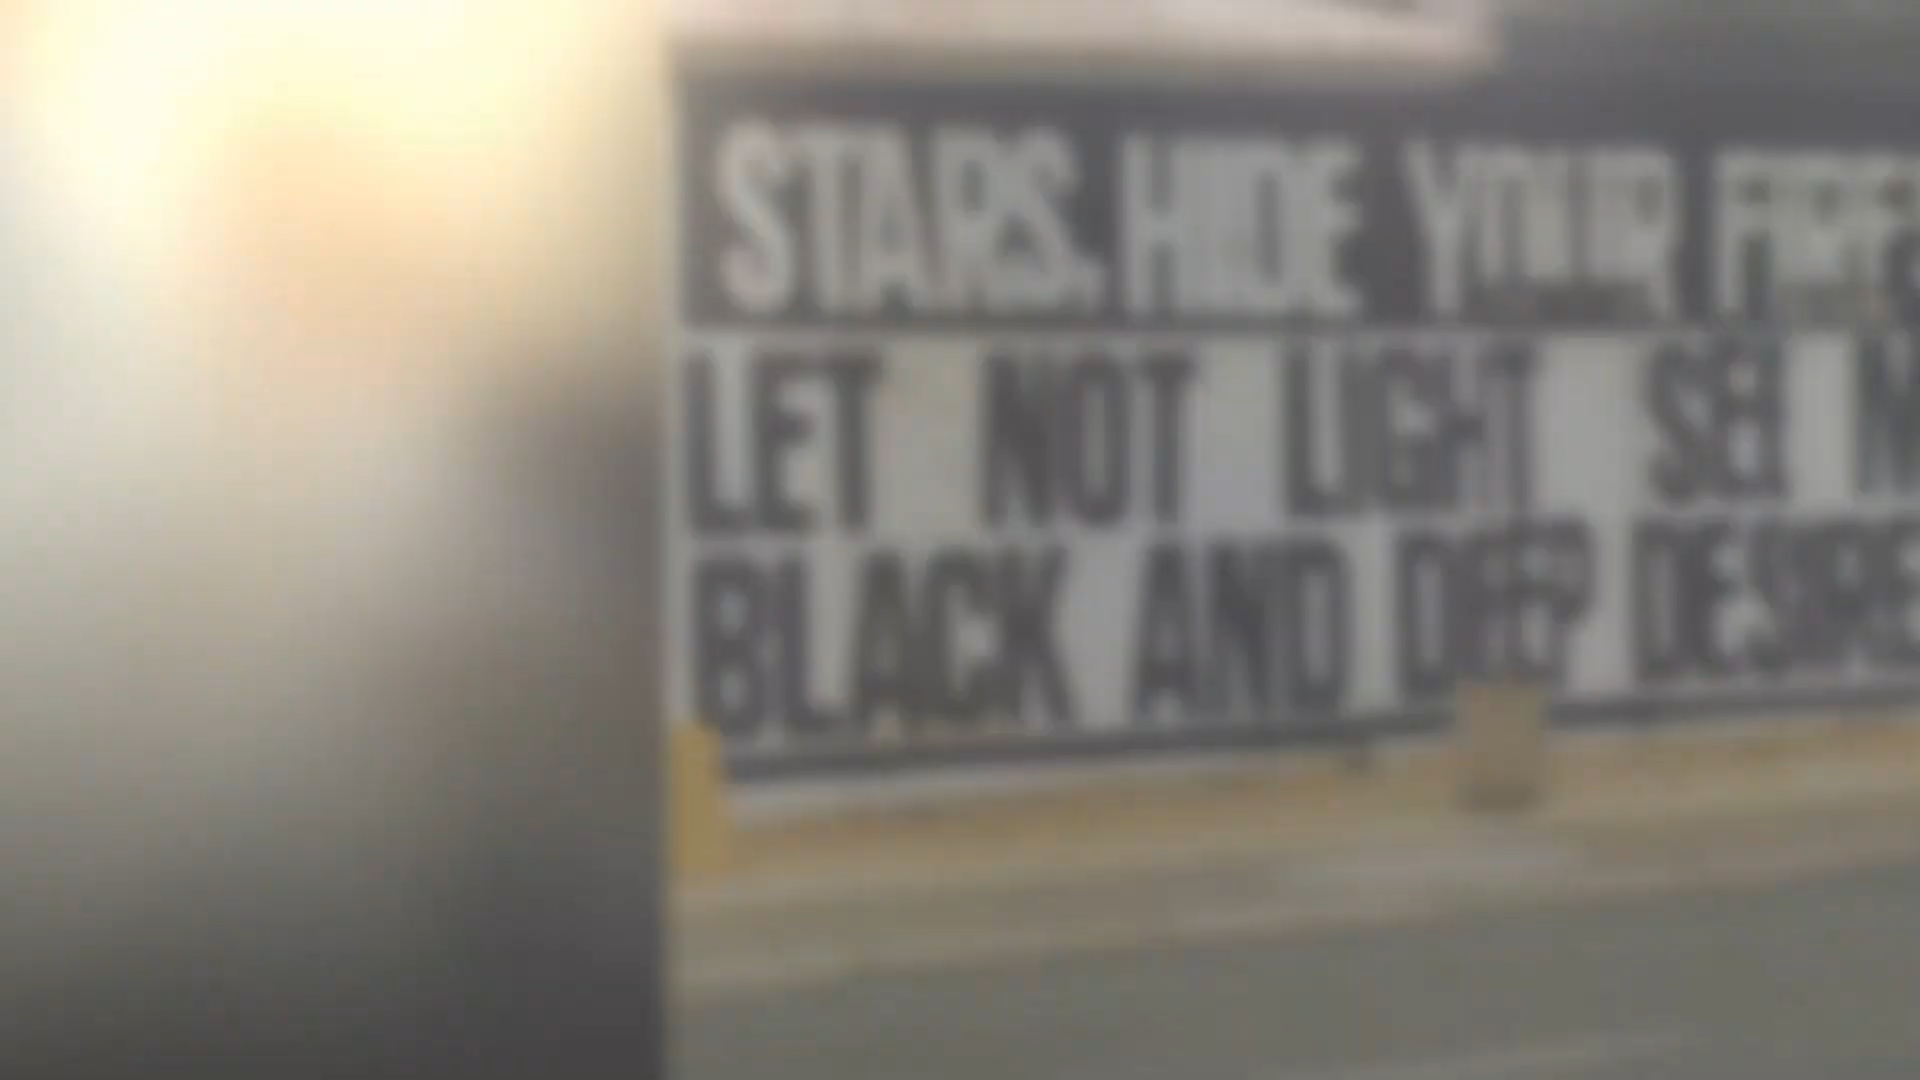 STARS, HIDE YOUR FIRES
LET NOT LIGHT SEE
BLACK AND DEEP DESIRE